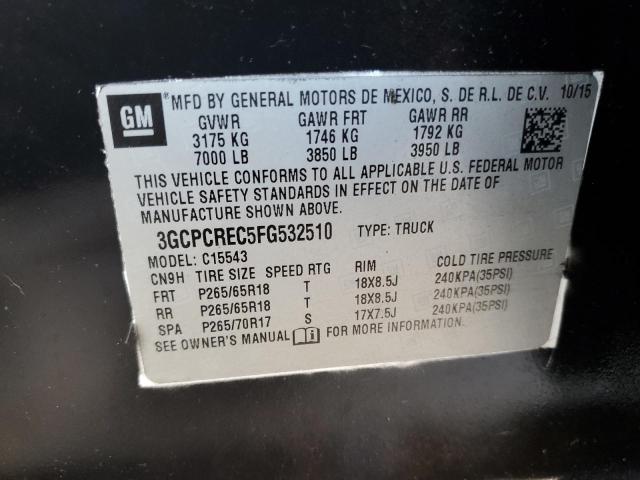 GM
MFD BY GENERAL MOTORS DE MEXICO, S. DE R.L. DE C.V. 10/15
GVWR GAWR FRT GAWR RR
3175 KG 1746 KG 1792 KG
7000 LB 3850 LB 3950 LB
THIS VEHICLE CONFORMS TO ALL APPLICABLE U.S. FEDERAL MOTOR
VEHICLE SAFETY STANDARDS IN EFFECT ON THE DATE OF
MANUFACTURE SHOWN ABOVE.
3GCPCREC5FG532510 TYPE: TRUCK
MODEL: C15543
CN9H TIRE SIZE SPEED RTG RIM COLD TIRE PRESSURE
FRT P265/65R18 T 18X8.5J 240KPA(35PSI)
RR P265/65R18 T 18X8.5J 240KPA(35PSI)
SPA P265/70R17 S 17X7.5J 240KPA(35PSI)
SEE OWNER'S MANUAL FOR MORE INFORMATION.